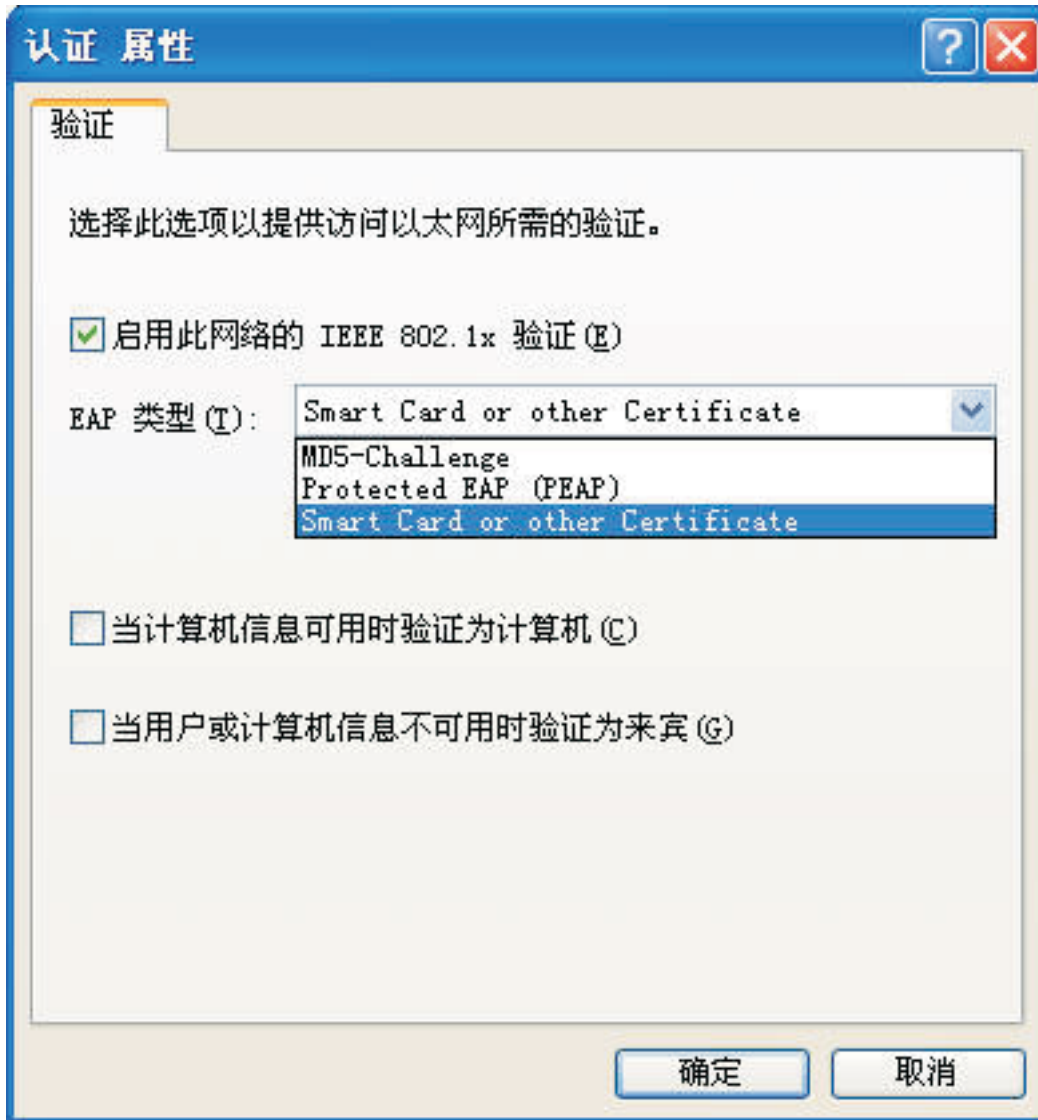 认证 属性
验证
选择此选项以提供访问以太网所需的验证。
启用此网络的 IEEE 802.1x 验证(E)
EAP 类型(T): Smart Card or other Certificate
MD5-Challenge
Protected EAP (PEAP)
Smart Card or other Certificate
当计算机信息可用时验证为计算机(C)
当用户或计算机信息不可用时验证为来宾(G)
确定 取消